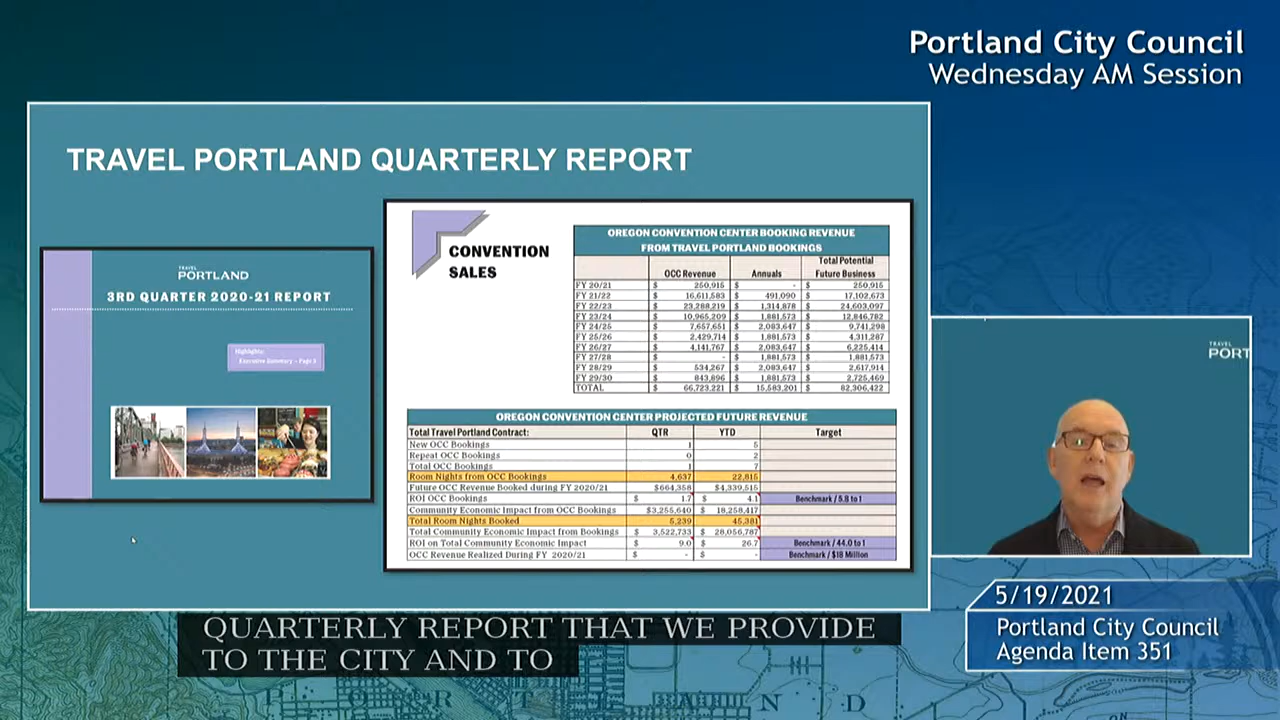 Portland City Council
Wednesday AM Session
TRAVEL PORTLAND QUARTERLY REPORT
TRAVEL
PORTLAND
3RD QUARTER 2020-21 REPORT
Highlights:
Executive Summary – Page 3
CONVENTION
SALES
OREGON CONVENTION CENTER BOOKING REVENUE
FROM TRAVEL PORTLAND BOOKINGS
OCC Revenue Annuals Total Potential Future Business
FY 20/21 $ 250,915 $ - $ 250,915
FY 21/22 $ 16,611,583 491,090 $ 17,102,673
FY 22/23 $ 23,288,219 $ 1,314,878 $ 24,603,097
FY 23/24 $ 10,965,209 $ 1,881,573 $ 12,846,782
FY 24/25 $ 7,657,651 $ 2,083,647 $ 9,741,298
FY 25/26 $ 2,429,714 $ 1,881,573 $ 4,311,287
FY 26/27 $ 4,141,767 $ 2,083,647 $ 6,225,414
FY 27/28 $ - $ 1,881,573 $ 1,881,573
FY 28/29 $ 534,267 $ 2,083,647 $ 2,617,914
FY 29/30 $ 843,896 $ 1,881,573 $ 2,725,469
TOTAL $ 66,723,221 $ 15,583,201 $ 82,306,422
OREGON CONVENTION CENTER PROJECTED FUTURE REVENUE
Total Travel Portland Contract: QTR YTD Target
New OCC Bookings 1 5
Repeat OCC Bookings 0 2
Total OCC Bookings 1 7
Room Nights from OCC Bookings 4,637 22,815
Future OCC Revenue Booked during FY 2020/21 $664,358 $4,339,515
ROI OCC Bookings $ 1.7 $ 4.1 Benchmark / 5.8 to 1
Community Economic Impact from OCC Bookings $3,255,640 $ 18,258,417
Total Room Nights Booked 5,239 45,381
Total Community Economic Impact from Bookings $ 3,522,733 $ 28,056,787
ROI on Total Community Economic Impact $ 9.0 $ 26.7 Benchmark / 44.0 to 1
OCC Revenue Realized During FY 2020/21 $ - $ - Benchmark / $18 Million
TRAVEL
PORT
5/19/2021
Portland City Council
Agenda Item 351
QUARTERLY REPORT THAT WE PROVIDE
TO THE CITY AND TO